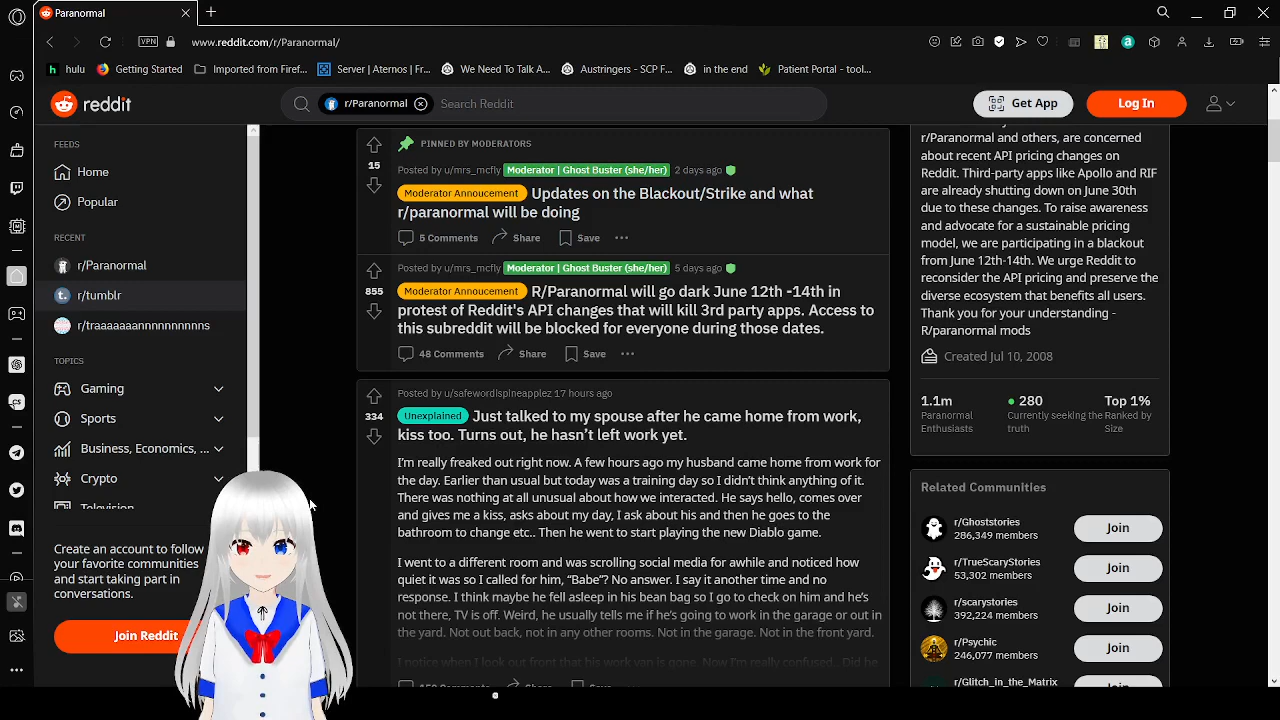 Paranormal
www.reddit.com/r/Paranormal/
VPN
hulu
Getting Started
Imported from Firef...
Server | Aternos | Fr...
We Need To Talk A...
Austringers - SCP F...
in the end
Patient Portal - tool...
reddit
r/Paranormal
Search Reddit
Get App
Log In
FEEDS
Home
Popular
RECENT
r/Paranormal
r/tumblr
r/traaaaaaannnnnnnnnns
TOPICS
Gaming
Sports
Business, Economics, ...
Crypto
Television
Create an account to follow
your favorite communities
and start taking part in
conversations.
Join Reddit
PINNED BY MODERATORS
15
Posted by u/mrs_mcfly Moderator | Ghost Buster (she/her) 2 days ago
Moderator Annoucement Updates on the Blackout/Strike and what
r/paranormal will be doing
5 Comments Share Save
Posted by u/mrs_mcfly Moderator | Ghost Buster (she/her) 5 days ago
855
Moderator Annoucement R/Paranormal will go dark June 12th -14th in
protest of Reddit's API changes that will kill 3rd party apps. Access to
this subreddit will be blocked for everyone during those dates.
48 Comments Share Save
Posted by u/safewordispineapplez 17 hours ago
334
Unexplained Just talked to my spouse after he came home from work,
kiss too. Turns out, he hasn't left work yet.
I'm really freaked out right now. A few hours ago my husband came home from work for
the day. Earlier than usual but today was a training day so I didn't think anything of it.
There was nothing at all unusual about how we interacted. He says hello, comes over
and gives me a kiss, asks about my day, I ask about his and then he goes to the
bathroom to change etc.. Then he went to start playing the new Diablo game.
I went to a different room and was scrolling social media for awhile and noticed how
quiet it was so I called for him, "Babe"? No answer. I say it another time and no
response. I think maybe he fell asleep in his bean bag so I go to check on him and he's
not there, TV is off. Weird, he usually tells me if he's going to work in the garage or out in
the yard. Not out back, not in any other rooms. Not in the garage. Not in the front yard.
I notice when I look out front that his work van is gone. Now I'm really confused.. Did he
Comments Share Save
r/Paranormal and others, are concerned
about recent API pricing changes on
Reddit. Third-party apps like Apollo and RIF
are already shutting down on June 30th
due to these changes. To raise awareness
and advocate for a sustainable pricing
model, we are participating in a blackout
from June 12th-14th. We urge Reddit to
reconsider the API pricing and preserve the
diverse ecosystem that benefits all users.
Thank you for your understanding -
R/paranormal mods
Created Jul 10, 2008
1.1m 280 Top 1%
Paranormal Currently seeking the Ranked by
Enthusiasts truth Size
Related Communities
r/Ghoststories
286,349 members
Join
r/TrueScaryStories
53,302 members
Join
r/scarystories
392,224 members
Join
r/Psychic
246,077 members
Join
r/Glitch_in_the_Matrix
Join